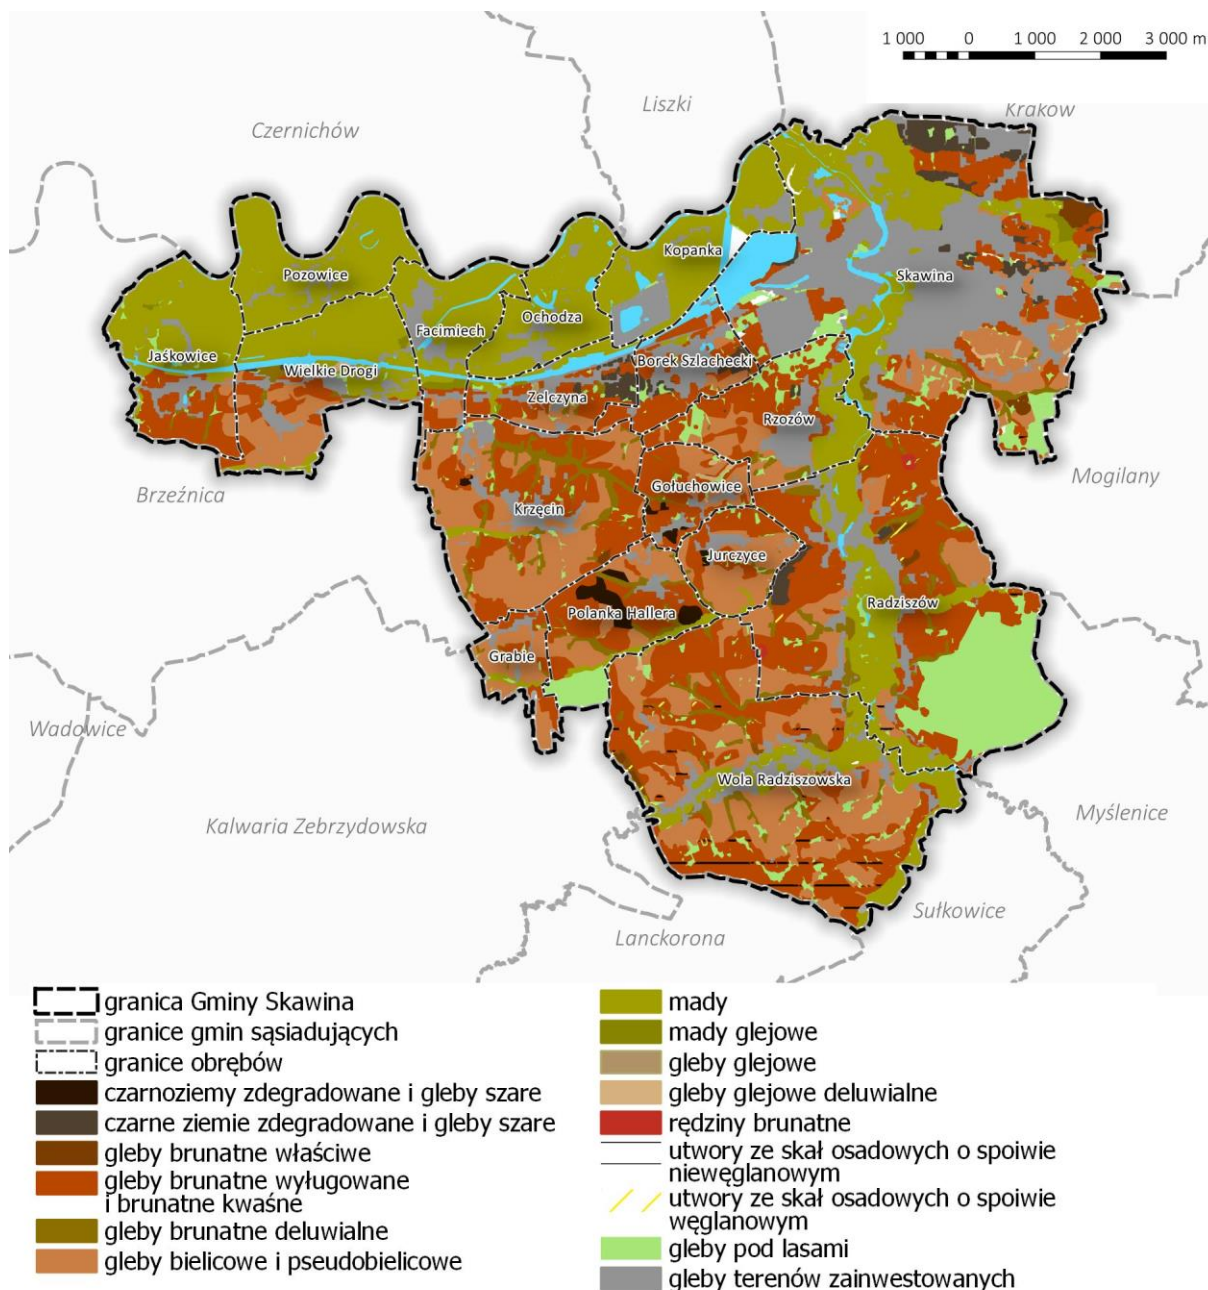 1 000 0 1 000 2 000 3 000 m
Liszki
Krakow
Czernichów
Kopanka
Pozowice
Skawina
Ochodza
Facimiech
Jaśkowice
Borek Szlachecki
Wielkie Drogi
Zelczyna
Rzozów
Mogilany
Brzeźnica
Gołuchowice
Krzęcin
Jurczyce
Radziszów
Polanka Hallera
Grabie
Wadowice
Wola Radziszowska
Myślenice
Kalwaria Zebrzydowska
Sułkowice
Lanckorona
granica Gminy Skawina
granice gmin sąsiadujących
granice obrębów
czarnoziemy zdegradowane i gleby szare
czarne ziemie zdegradowane i gleby szare
gleby brunatne właściwe
gleby brunatne wyługowane
i brunatne kwaśne
gleby brunatne deluwialne
gleby bielicowe i pseudobielicowe
mady
mady glejowe
gleby glejowe
gleby glejowe deluwialne
rędziny brunatne
utwory ze skał osadowych o spoiwie
niewęglanowym
utwory ze skał osadowych o spoiwie
węglanowym
gleby pod lasami
gleby terenów zainwestowanych